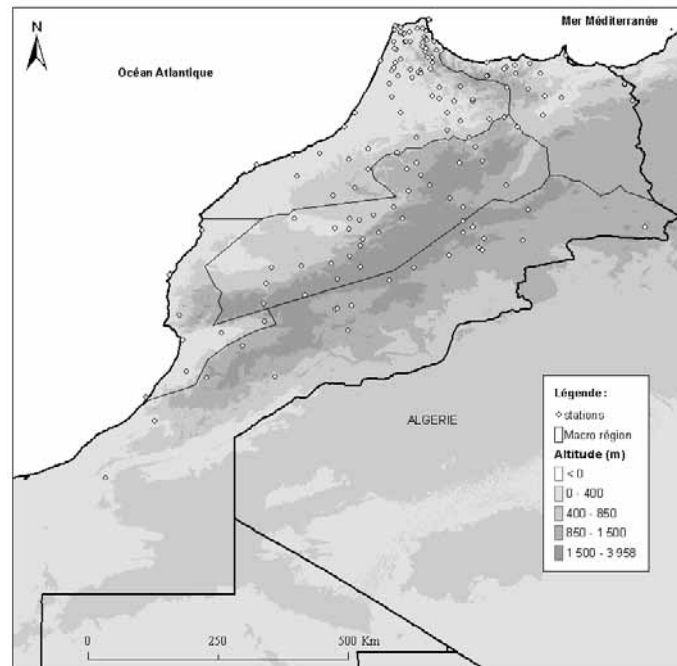 Mer Méditerranée
N
Océan Atlantique
Légende :
stations
Macro région
ALGERIE
Altitude (m)
< 0
0 - 400
400 - 850
850 - 1 500
1 500 - 3 958
0 250 500 Km